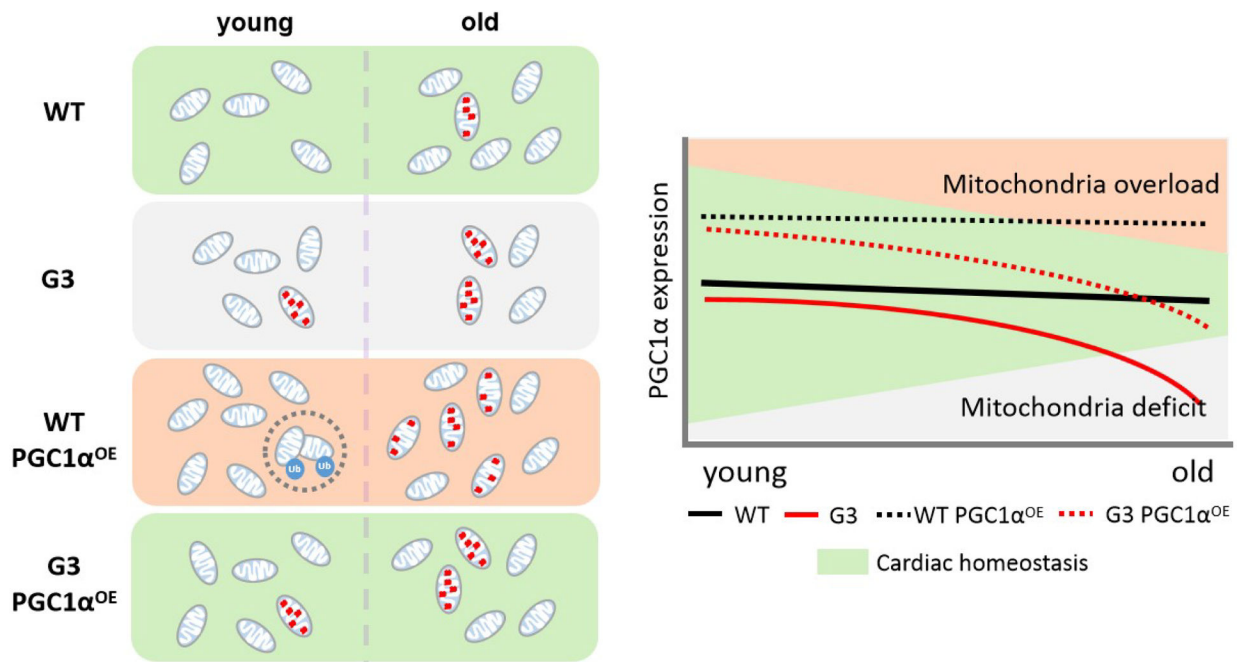 young old
WT
G3
WT
PGC1α^OE
G3
PGC1α^OE
Ub Ub
PGC1α expression
Mitochondria overload
Mitochondria deficit
young old
WT G3 WT PGC1α^OE G3 PGC1α^OE
Cardiac homeostasis